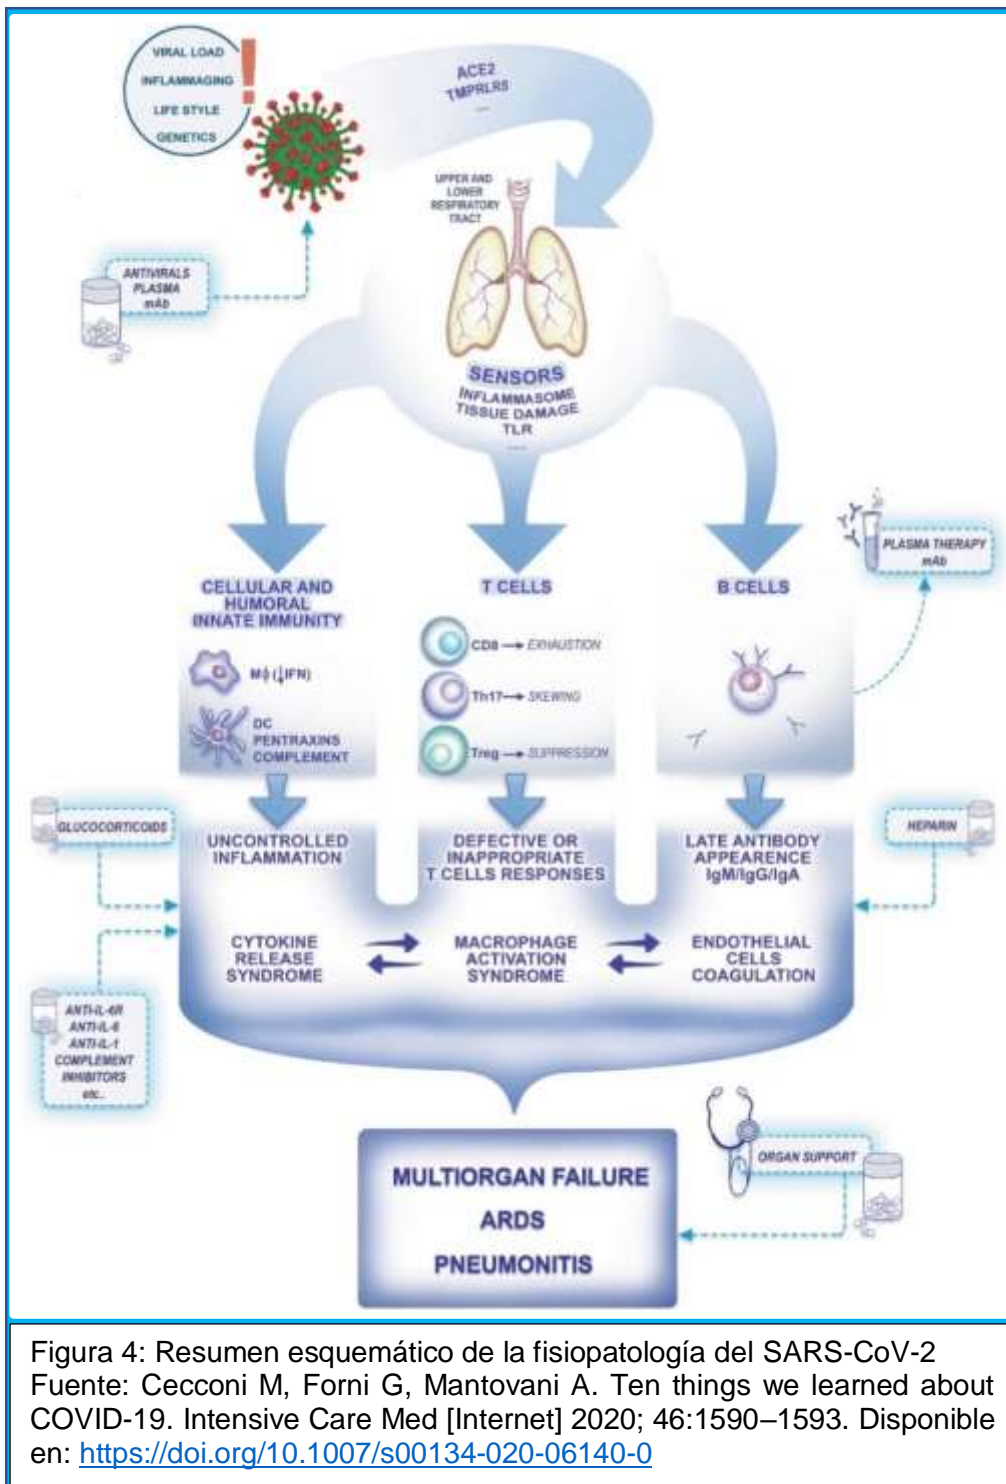 VIRAL LOAD
INFLAMMAGING
LIFE STYLE
GENETICS
ACE2
TMPRLRS
....
UPPER AND
LOWER
RESPIRATORY
TRACT
ANTIVIRALS
PLASMA
mAb
SENSORS
INFLAMMASOME
TISSUE DAMAGE
TLR
....
PLASMA THERAPY
mAb
CELLULAR AND
HUMORAL
INNATE IMMUNITY
Mϕ (↓IFN)
DC
PENTRAXINS
COMPLEMENT
T CELLS
CD8 → EXHAUSTION
Th17 → SKEWING
Treg → SUPPRESSION
B CELLS
GLUCOCORTICOIDS
HEPARIN
UNCONTROLLED
INFLAMMATION
DEFECTIVE OR
INAPPROPRIATE
T CELLS RESPONSES
LATE ANTIBODY
APPEARENCE
IgM/IgG/IgA
CYTOKINE
RELEASE
SYNDROME
MACROPHAGE
ACTIVATION
SYNDROME
ENDOTHELIAL
CELLS
COAGULATION
ANTI-IL-6R
ANTI-IL-6
ANTI-IL-1
COMPLEMENT
INHIBITORS
etc..
ORGAN SUPPORT
MULTIORGAN FAILURE
ARDS
PNEUMONITIS
Figura 4: Resumen esquemático de la fisiopatología del SARS-CoV-2
Fuente: Cecconi M, Forni G, Mantovani A. Ten things we learned about
COVID-19. Intensive Care Med [Internet] 2020; 46:1590–1593. Disponible
en: https://doi.org/10.1007/s00134-020-06140-0